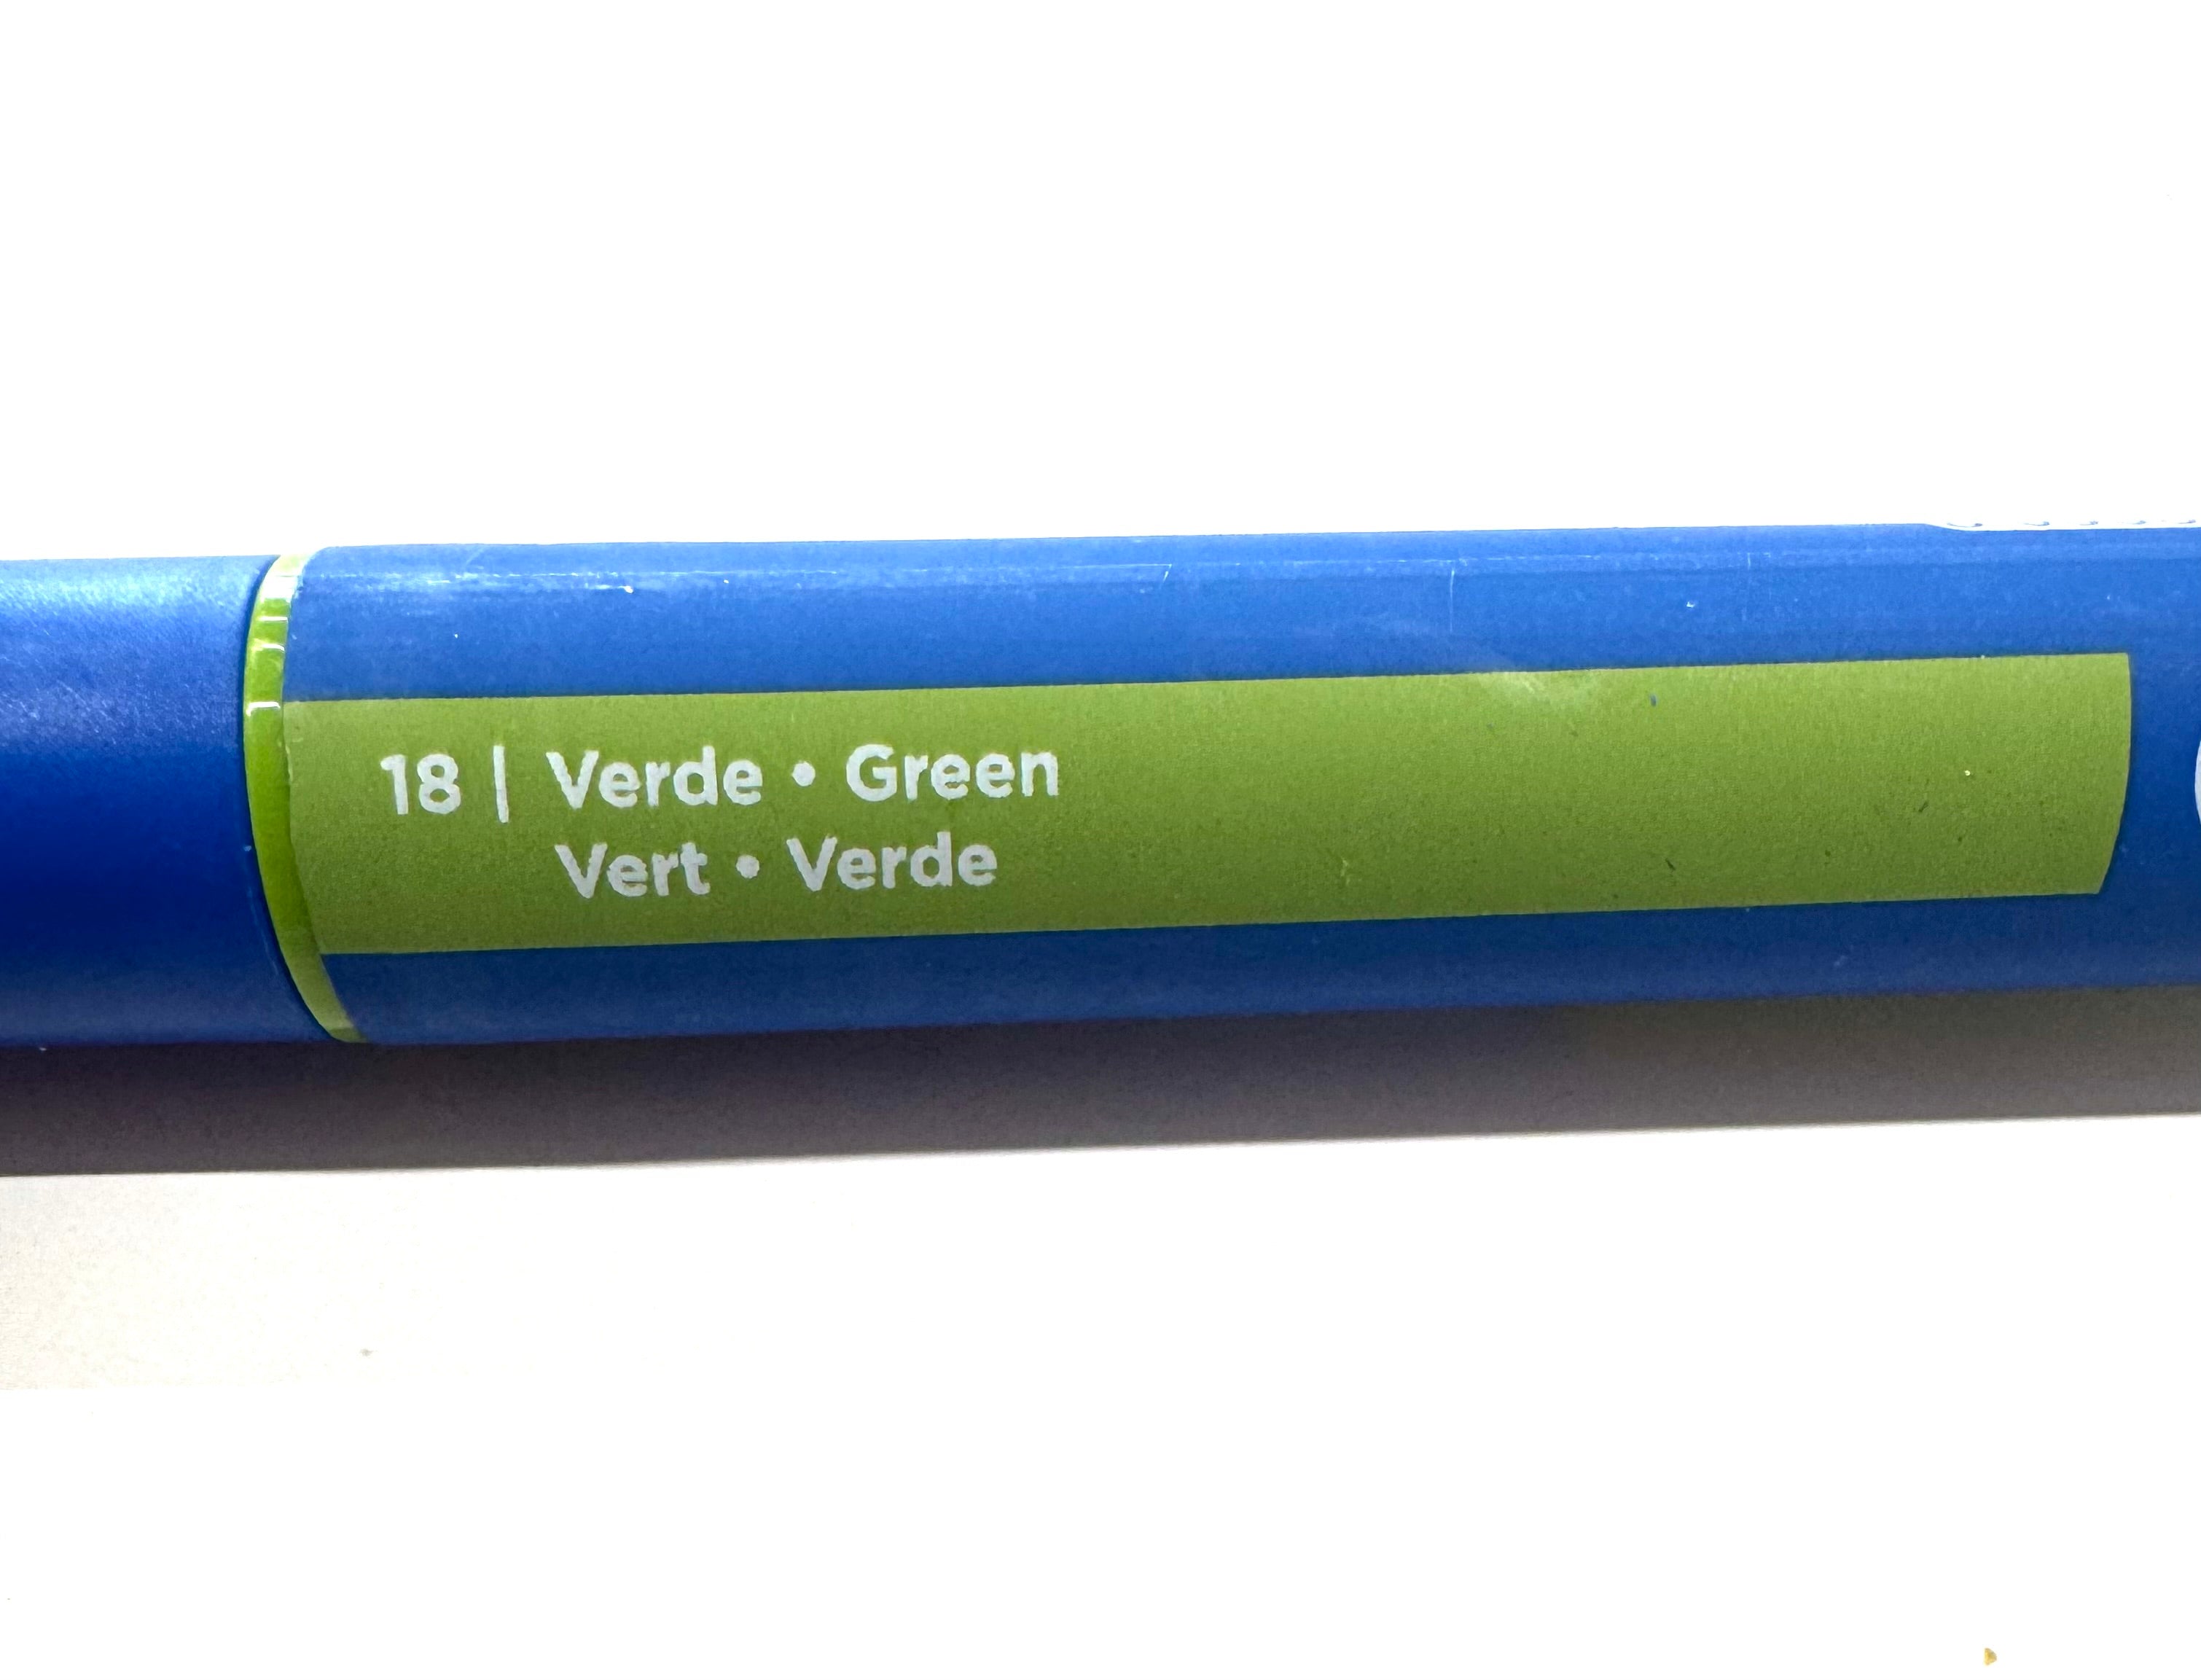 18 | Verde • Green
Vert • Verde